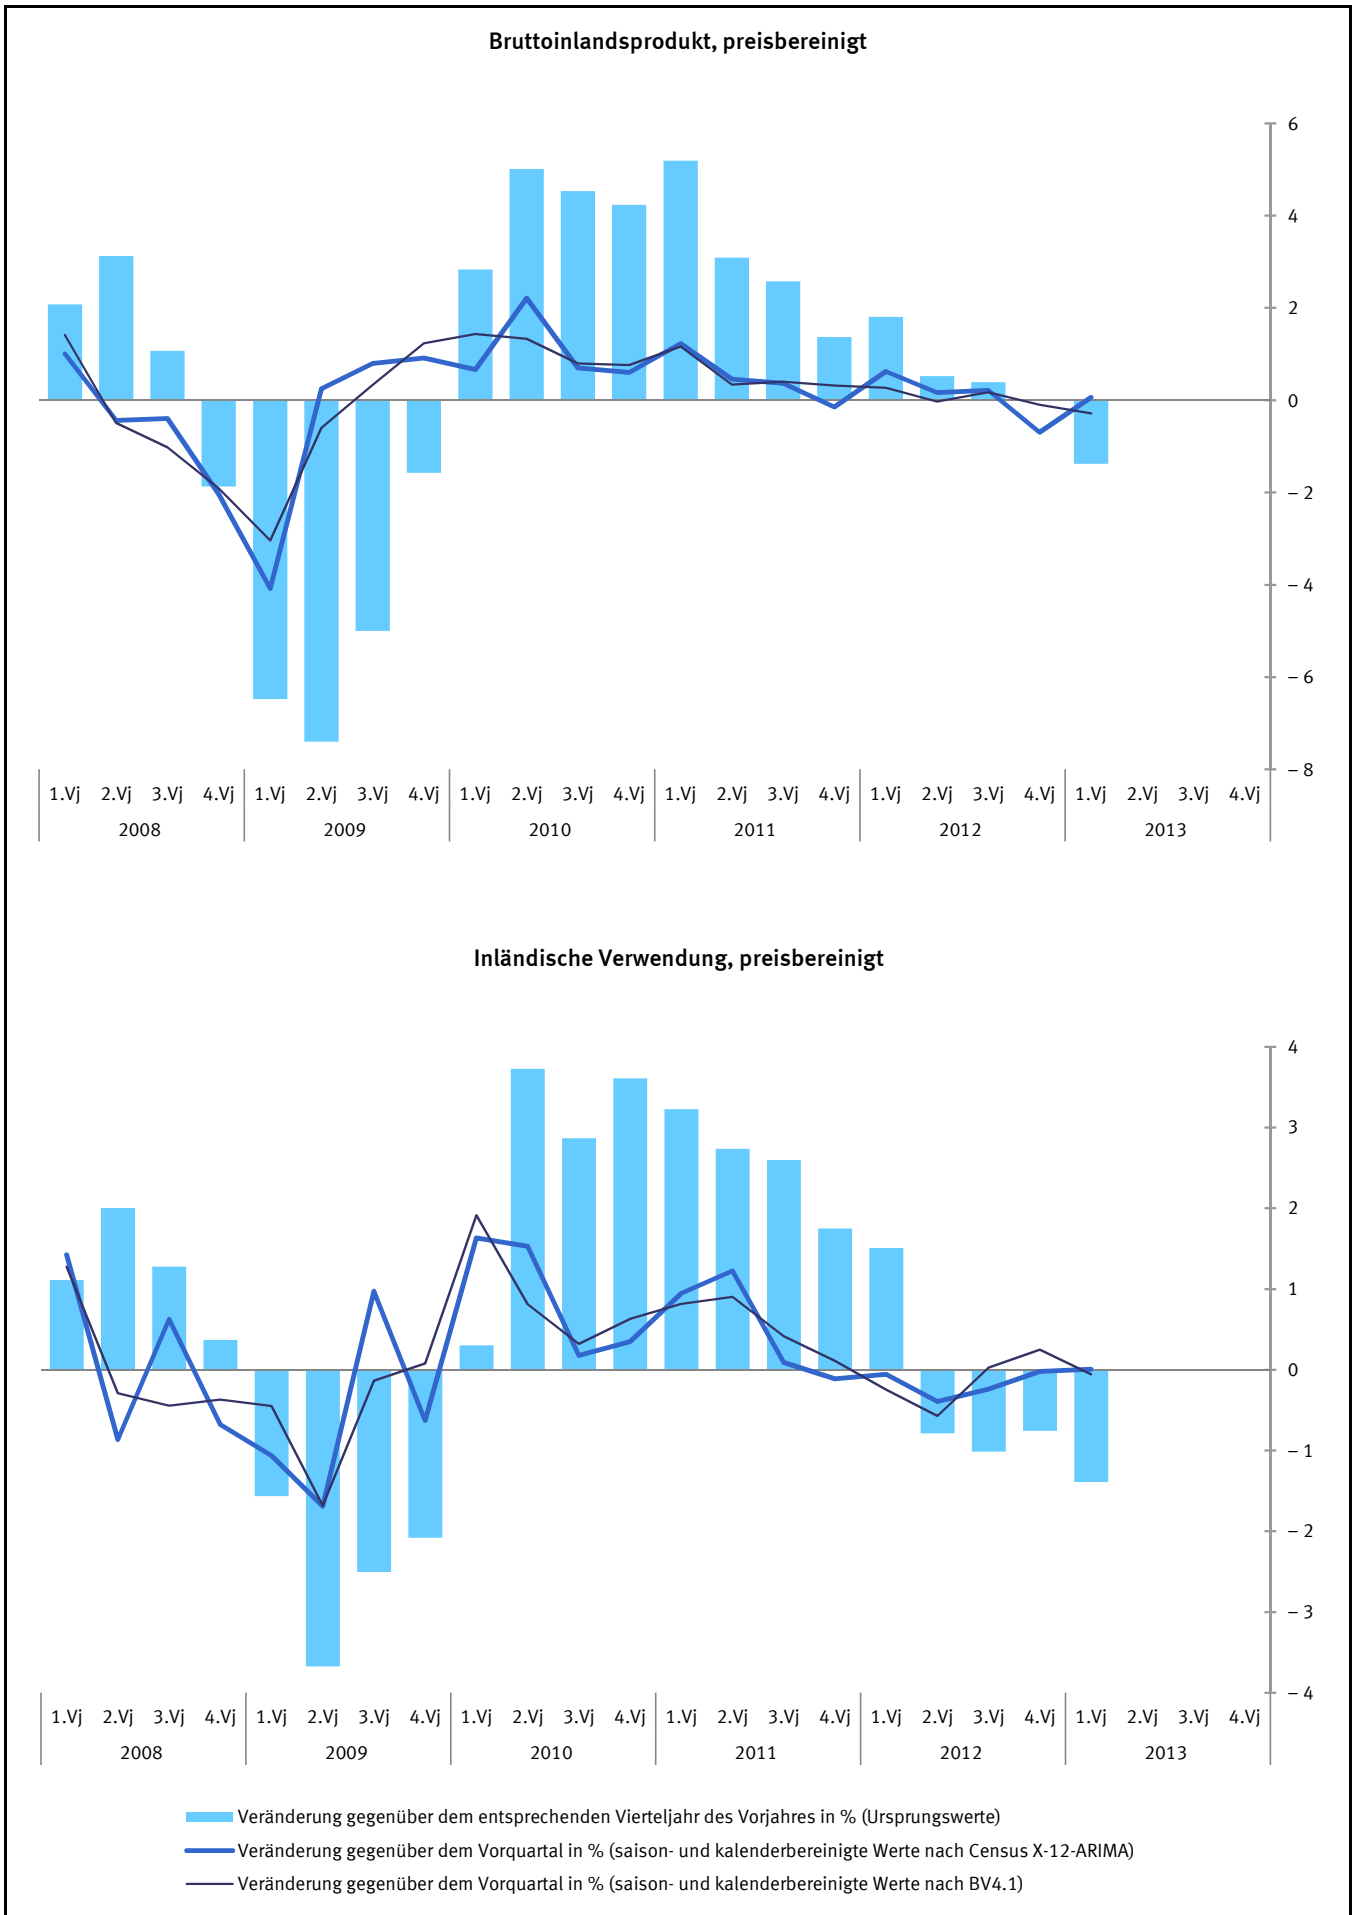 Bruttoinlandsprodukt, preisbereinigt
6
4
2
0
– 2
– 4
– 6
– 8
1.Vj 2.Vj 3.Vj 4.Vj 1.Vj 2.Vj 3.Vj 4.Vj 1.Vj 2.Vj 3.Vj 4.Vj 1.Vj 2.Vj 3.Vj 4.Vj 1.Vj 2.Vj 3.Vj 4.Vj 1.Vj 2.Vj 3.Vj 4.Vj
2008 2009 2010 2011 2012 2013
Inländische Verwendung, preisbereinigt
4
3
2
1
0
– 1
– 2
– 3
– 4
1.Vj 2.Vj 3.Vj 4.Vj 1.Vj 2.Vj 3.Vj 4.Vj 1.Vj 2.Vj 3.Vj 4.Vj 1.Vj 2.Vj 3.Vj 4.Vj 1.Vj 2.Vj 3.Vj 4.Vj 1.Vj 2.Vj 3.Vj 4.Vj
2008 2009 2010 2011 2012 2013
Veränderung gegenüber dem entsprechenden Vierteljahr des Vorjahres in % (Ursprungswerte)
Veränderung gegenüber dem Vorquartal in % (saison- und kalenderbereinigte Werte nach Census X-12-ARIMA)
Veränderung gegenüber dem Vorquartal in % (saison- und kalenderbereinigte Werte nach BV4.1)